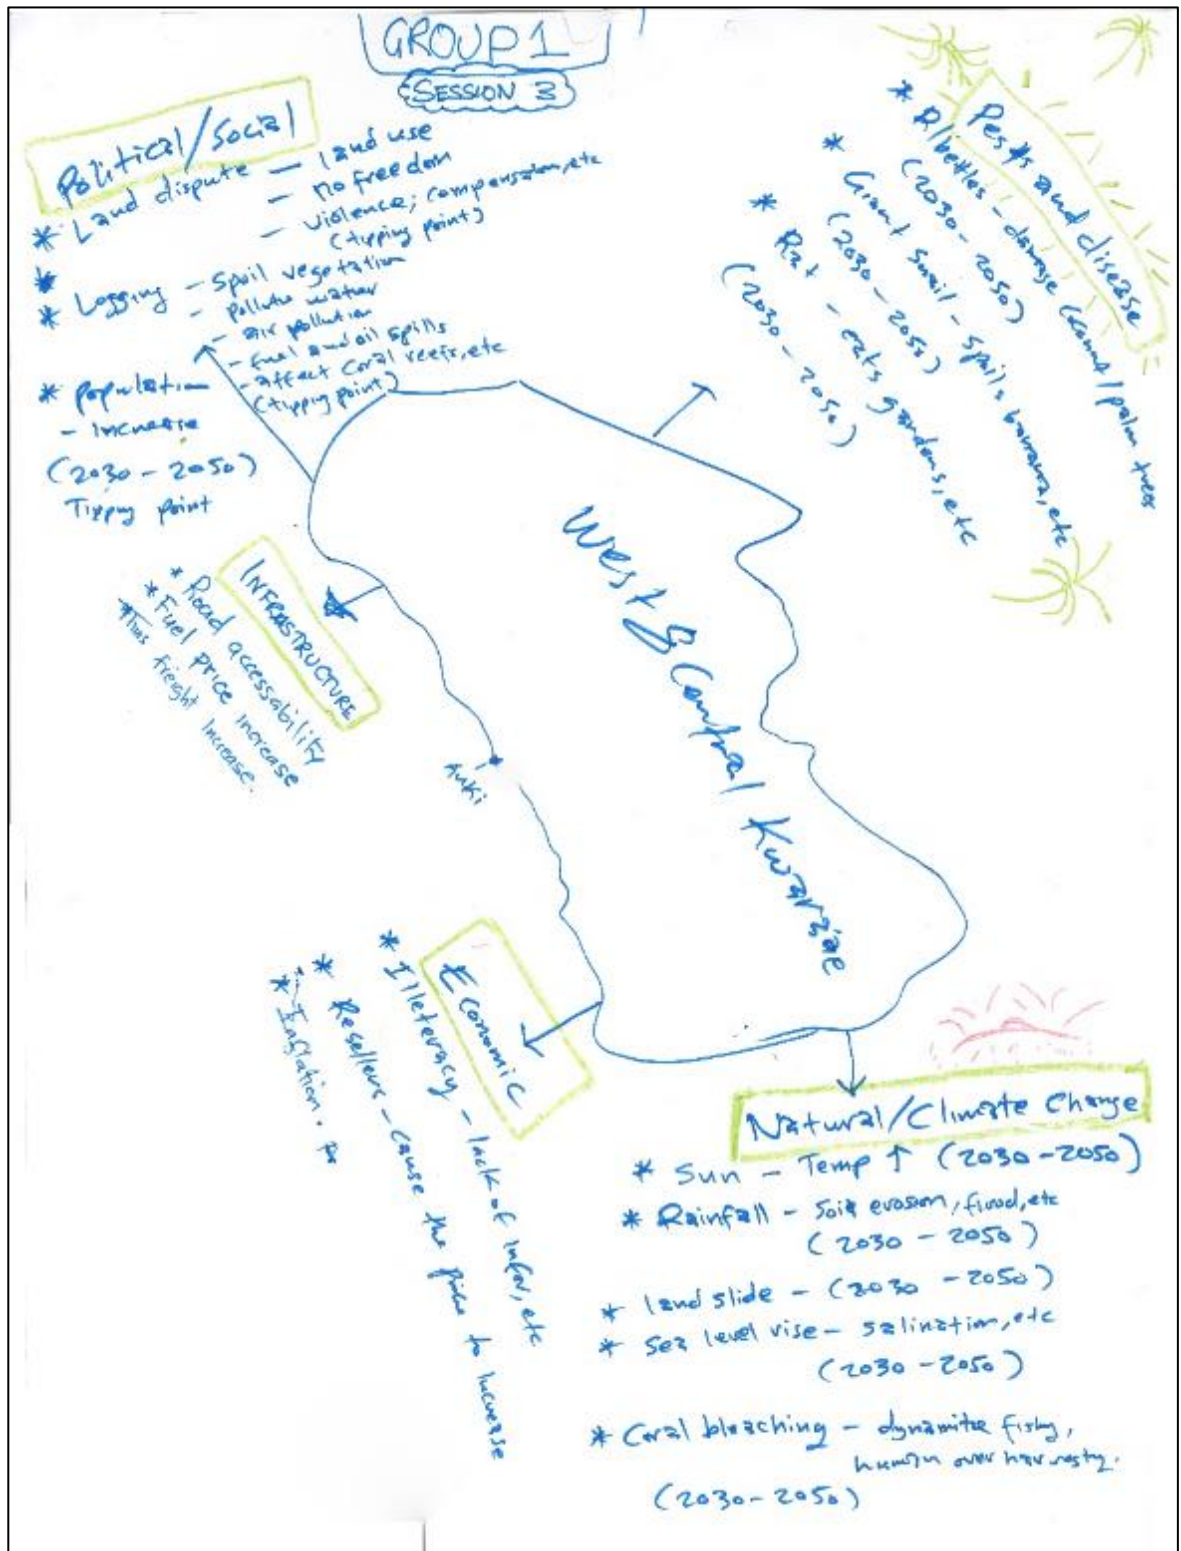 GROUP 1
SESSION 3
Political/Social
* Land dispute - land use
- no freedom
- violence; compensation, etc
(tipping point)
*
* Logging - Spoil vegetation
- pollute water
- air pollution
- fuel and oil spills
- affect coral reefs, etc
(tipping point)
* population
- increase
(2030 - 2050)
Tipping point
Pests and disease
* R/bettles - damage coconut/palm trees
(2030 - 2050)
* Giant snail - spoils banana, etc
(2030 - 2050)
* Rat - eats gardens, etc
(2030 - 2050)
INFRASTRUCTURE
* Road accessability
* Fuel price increase
* Thus freight increase.
Auki
West & Central Kwara'ae
Economic
* Illeteracy - lack of infor, etc
* Resellers - cause the price to increase
* Inflation.
Natural/Climate Change
* Sun - Temp ↑ (2030 - 2050)
* Rainfall - Soil erosion, flood, etc
(2030 - 2050)
* land slide - (2030 - 2050)
* Sea level rise - salination, etc
(2030 - 2050)
* Coral bleaching - dynamite fishing,
human over harvesting.
(2030 - 2050)